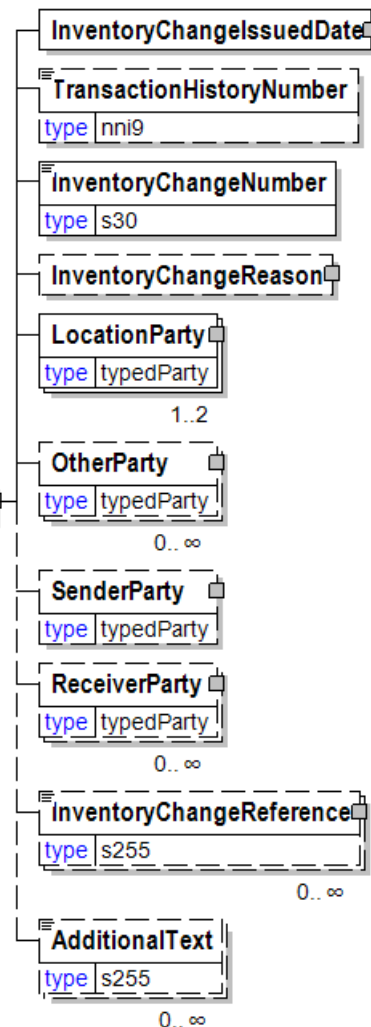 InventoryChangeIssuedDate
TransactionHistoryNumber
type nni9
InventoryChangeNumber
type s30
InventoryChangeReason
LocationParty
type typedParty
1..2
OtherParty
type typedParty
0.. ∞
SenderParty
type typedParty
ReceiverParty
type typedParty
0.. ∞
InventoryChangeReference
type s255
0.. ∞
AdditionalText
type s255
0.. ∞